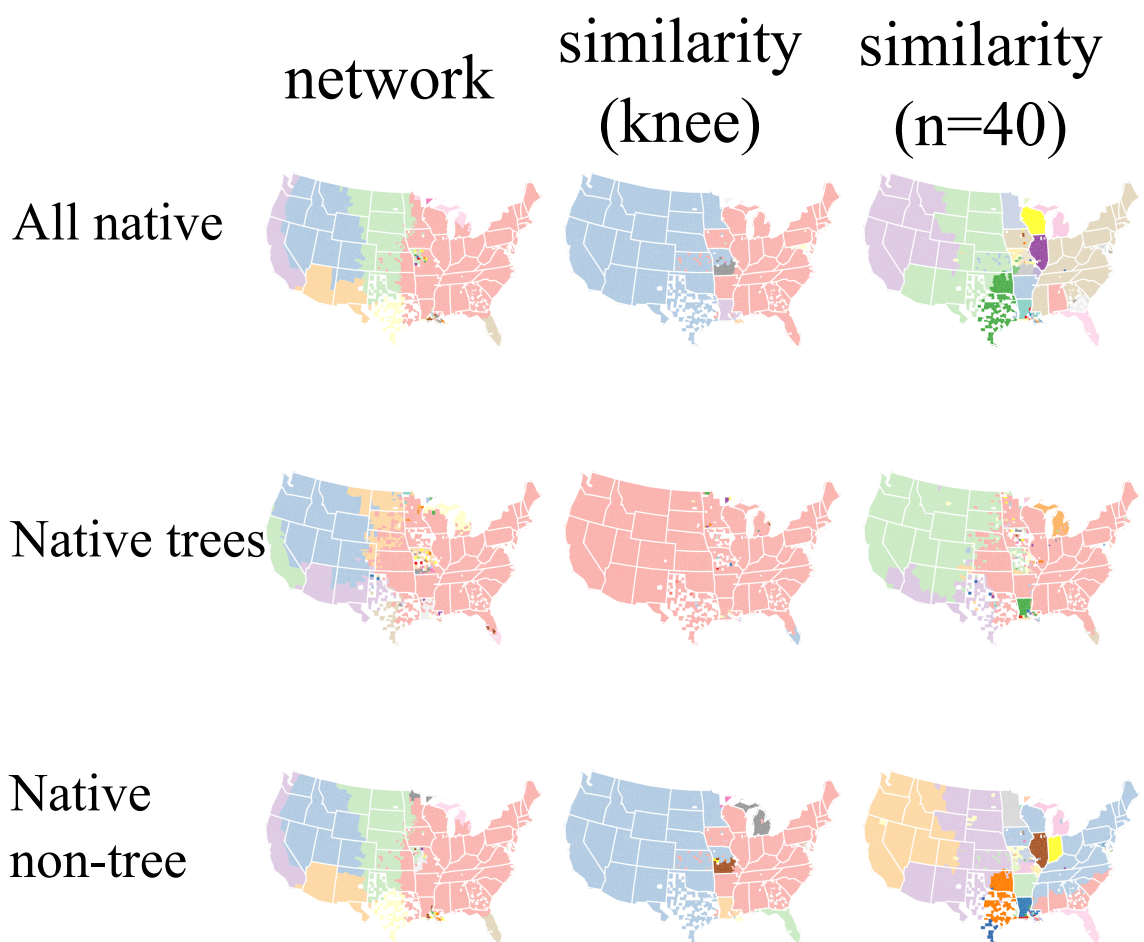 network
similarity
(knee)
similarity
(n=40)
All native
Native trees
Native
non-tree